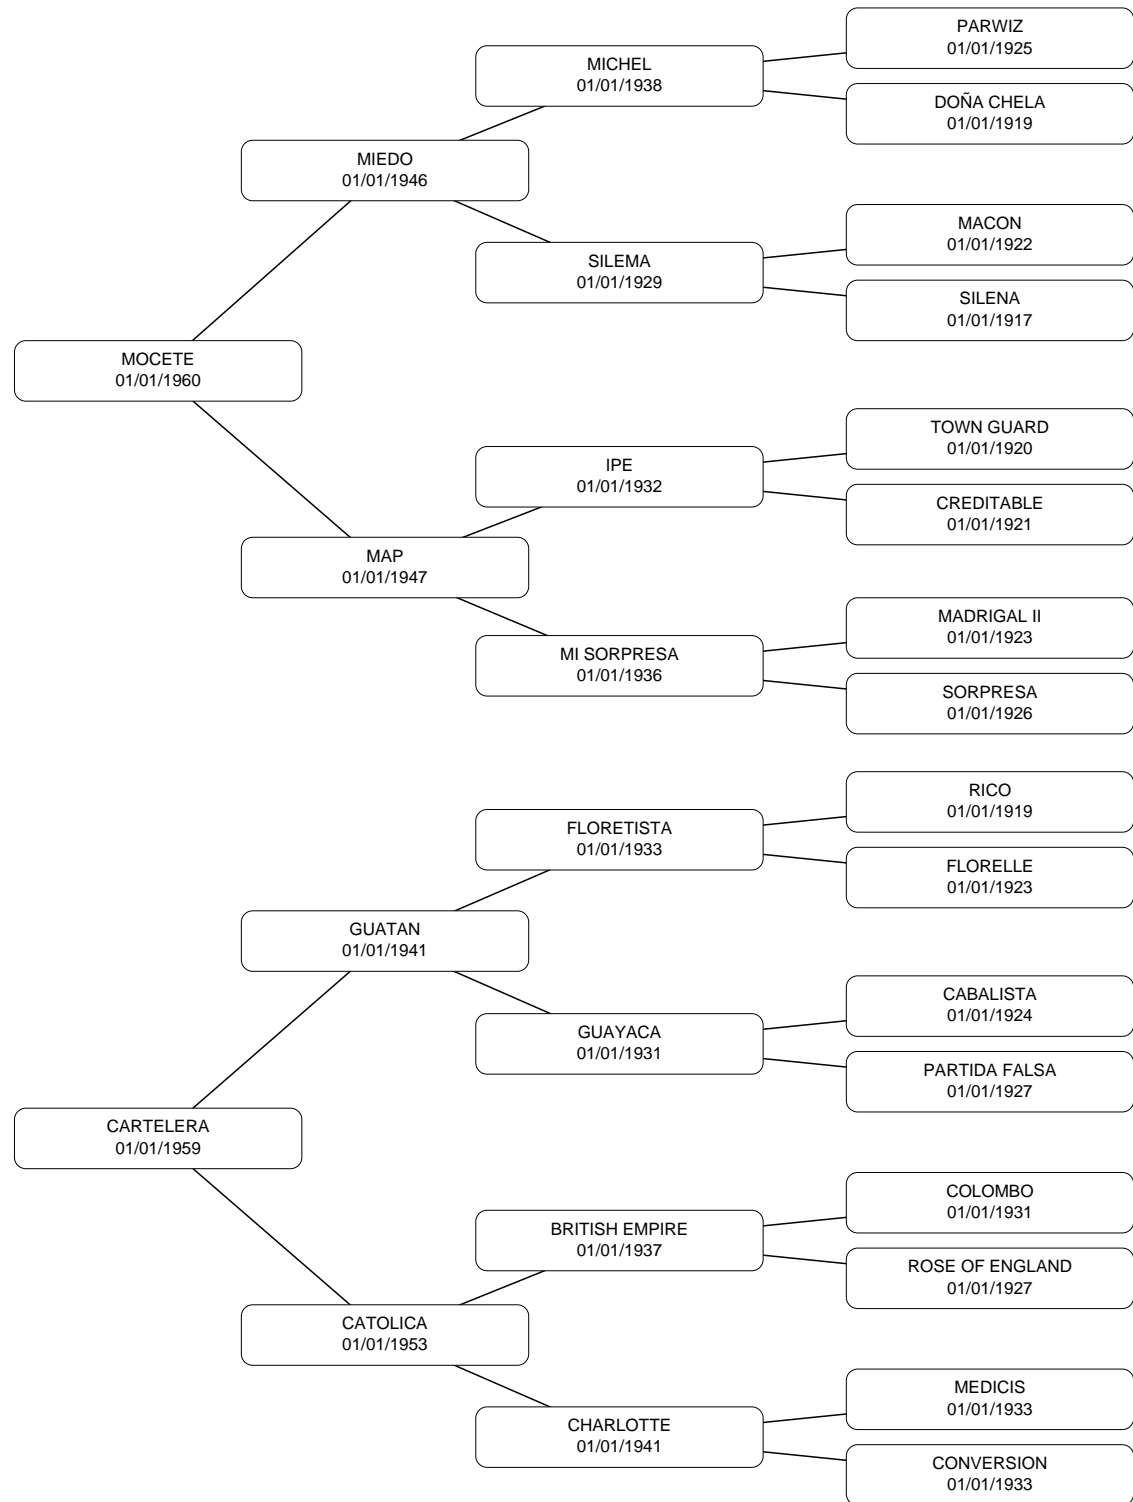 PARWIZ
01/01/1925
MICHEL
01/01/1938
DOÑA CHELA
01/01/1919
MIEDO
01/01/1946
MACON
01/01/1922
SILEMA
01/01/1929
SILENA
01/01/1917
MOCETE
01/01/1960
TOWN GUARD
01/01/1920
IPE
01/01/1932
CREDITABLE
01/01/1921
MAP
01/01/1947
MADRIGAL II
01/01/1923
MI SORPRESA
01/01/1936
SORPRESA
01/01/1926
RICO
01/01/1919
FLORETISTA
01/01/1933
FLORELLE
01/01/1923
GUATAN
01/01/1941
CABALISTA
01/01/1924
GUAYACA
01/01/1931
PARTIDA FALSA
01/01/1927
CARTELERA
01/01/1959
COLOMBO
01/01/1931
BRITISH EMPIRE
01/01/1937
ROSE OF ENGLAND
01/01/1927
CATOLICA
01/01/1953
MEDICIS
01/01/1933
CHARLOTTE
01/01/1941
CONVERSION
01/01/1933